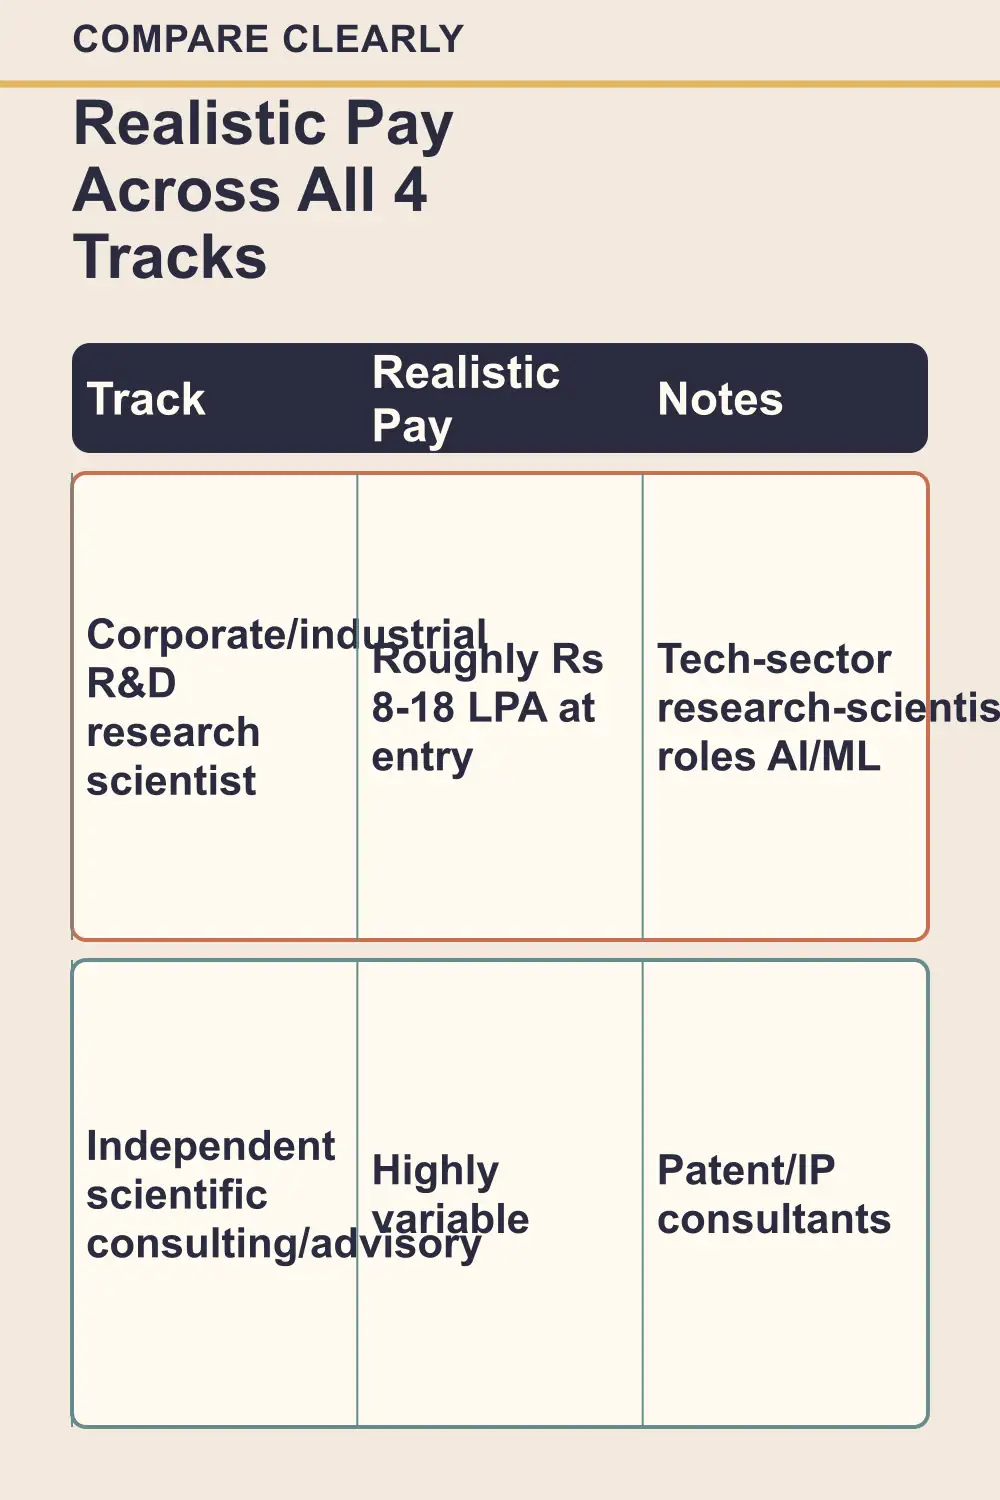 COMPARE CLEARLY
Realistic Pay
Across All 4
Tracks
Track
Realistic
Pay
Notes
Corporate/industrial
R&D
research
scientist
Roughly Rs
8-18 LPA at
entry
Tech-sector
research-scientis
roles AI/ML
Independent
scientific
consulting/advisory
Highly
variable
Patent/IP
consultants